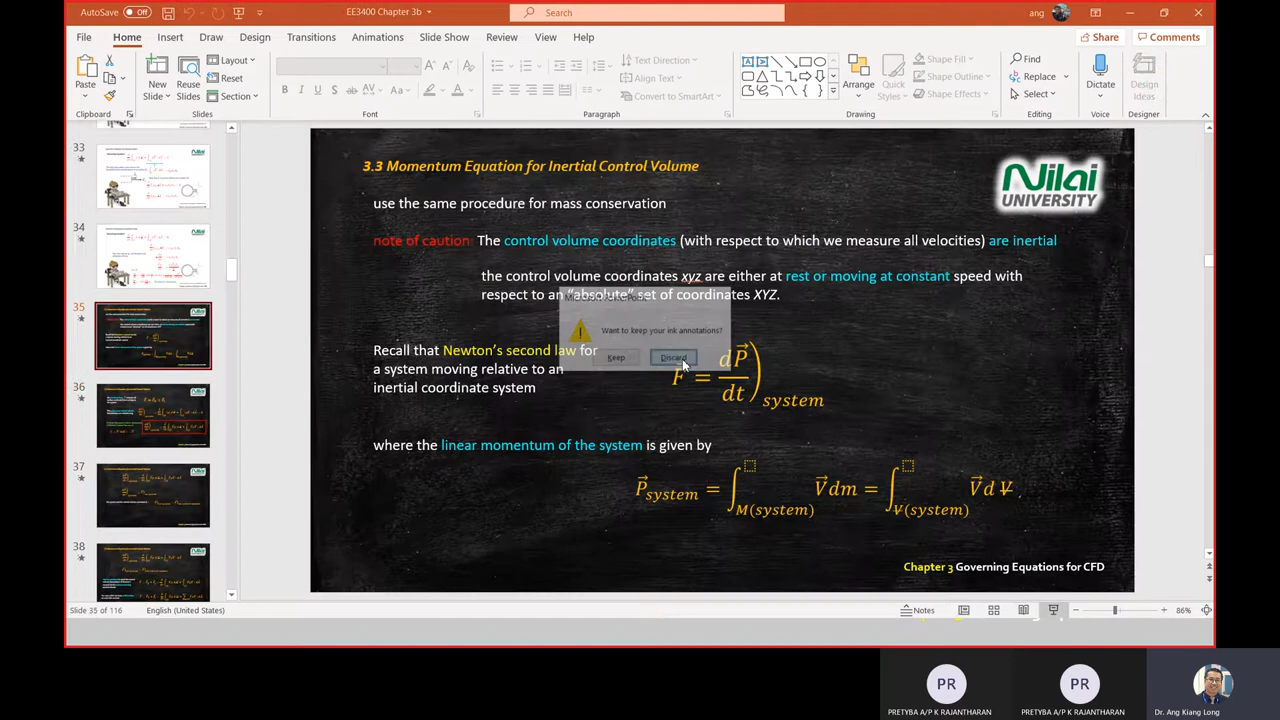 AutoSave Off
EE3400 Chapter 3b
Search
ang
File Home Insert Draw Design Transitions Animations Slide Show Review View Help
Share Comments
Paste
New Slide
Reuse Slides
Layout
Reset
Section
Text Direction
Align Text
Convert to SmartArt
Arrange
Quick Styles
Shape Fill
Shape Outline
Shape Effects
Find
Replace
Select
Dictate
Design Ideas
Clipboard Slides Font Paragraph Drawing Editing Voice Designer
33
34
35
36
37
38
3.3 Momentum Equation for Inertial Control Volume
Nilai
UNIVERSITY
use the same procedure for mass conservation
note of caution: The control volume coordinates (with respect to which we measure all velocities) are inertial
the control volume coordinates xyz are either at rest or moving at constant speed with
respect to an “absolute” set of coordinates XYZ.
Want to keep your ink annotations?
Keep Discard
Recall that Newton’s second law for
a system moving relative to an
inertial coordinate system
F = dP/dt)system
where the linear momentum of the system is given by
P⃗system = ∫M(system) V⃗dm = ∫V(system) V⃗d V
Chapter 3 Governing Equations for CFD
Slide 35 of 116 English (United States) Notes 86%
PR PR
PRETYBA A/P K RAJANTHARAN PRETYBA A/P K RAJANTHARAN Dr. Ang Kiang Long